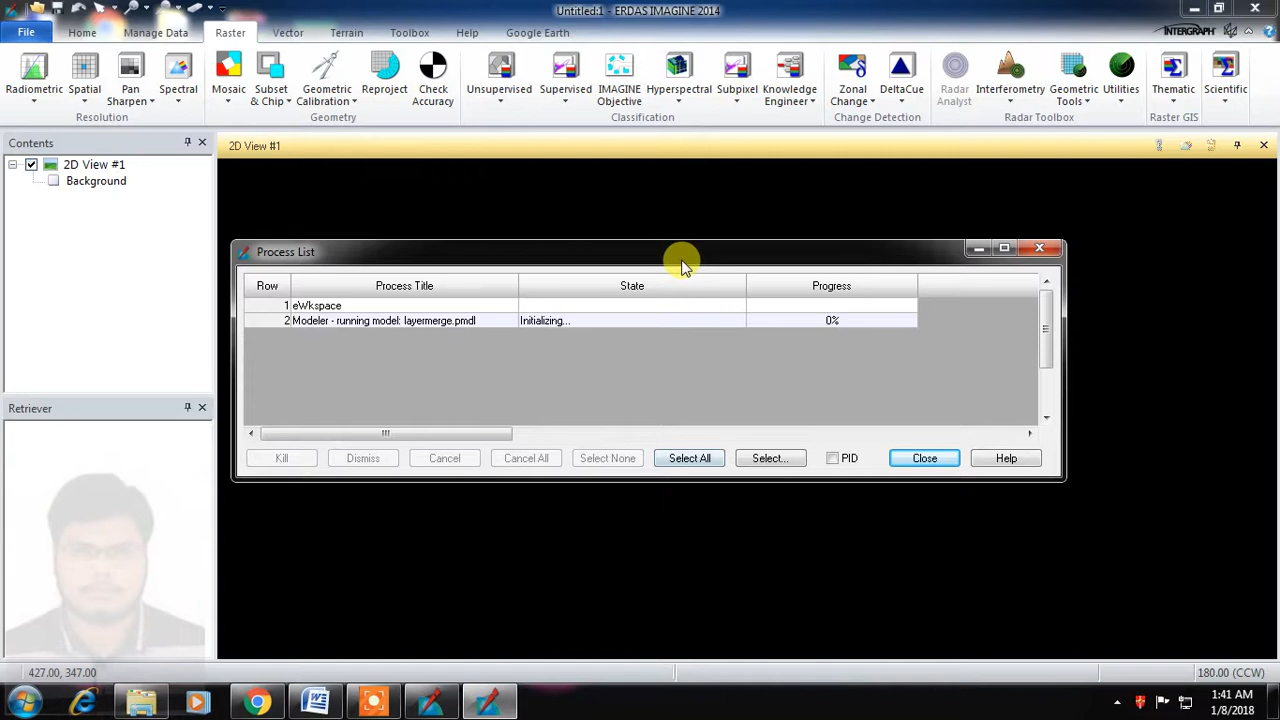 Untitled:1 - ERDAS IMAGINE 2014
File Home Manage Data Raster Vector Terrain Toolbox Help Google Earth
INTERGRAPH
Radiometric Spatial Pan Sharpen Spectral Mosaic Subset & Chip Geometric Calibration Reproject Check Accuracy Unsupervised Supervised IMAGINE Objective Hyperspectral Subpixel Knowledge Engineer Zonal Change DeltaCue Radar Analyst Interferometry Geometric Tools Utilities Thematic Scientific
Resolution Geometry Classification Change Detection Radar Toolbox Raster GIS
Contents
2D View #1
2D View #1
Background
Process List
Row Process Title State Progress
1 eWkspace
2 Modeler - running model: layermerge.pmdl Initializing... 0%
Kill Dismiss Cancel Cancel All Select None Select All Select... PID Close Help
Retriever
427.00, 347.00
180.00 (CCW)
1:41 AM
1/8/2018